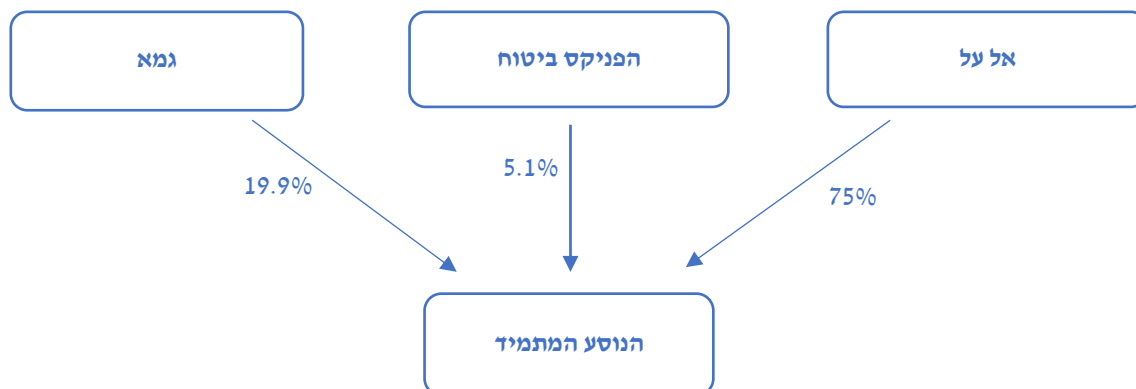 אל על
הפניקס ביטוח
גמא
75%
5.1%
19.9%
הנוסע המתמיד